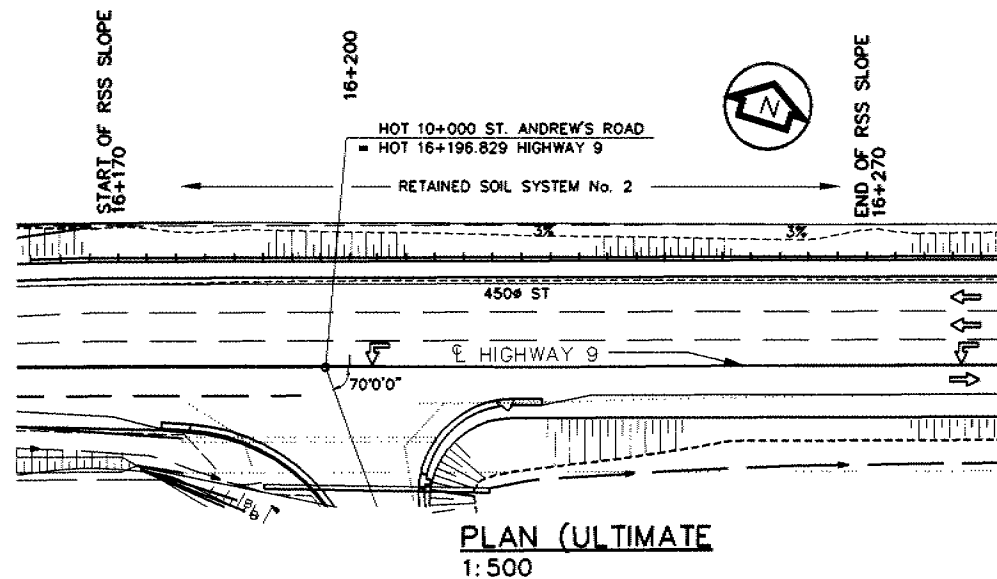 START OF RSS SLOPE
16+170
16+200
HOT 10+000 ST. ANDREW'S ROAD
= HOT 16+196.829 HIGHWAY 9
N
END OF RSS SLOPE
16+270
RETAINED SOIL SYSTEM No. 2
3%
3%
450ø ST
℄ HIGHWAY 9
70'0'0"
PLAN (ULTIMATE
1:500